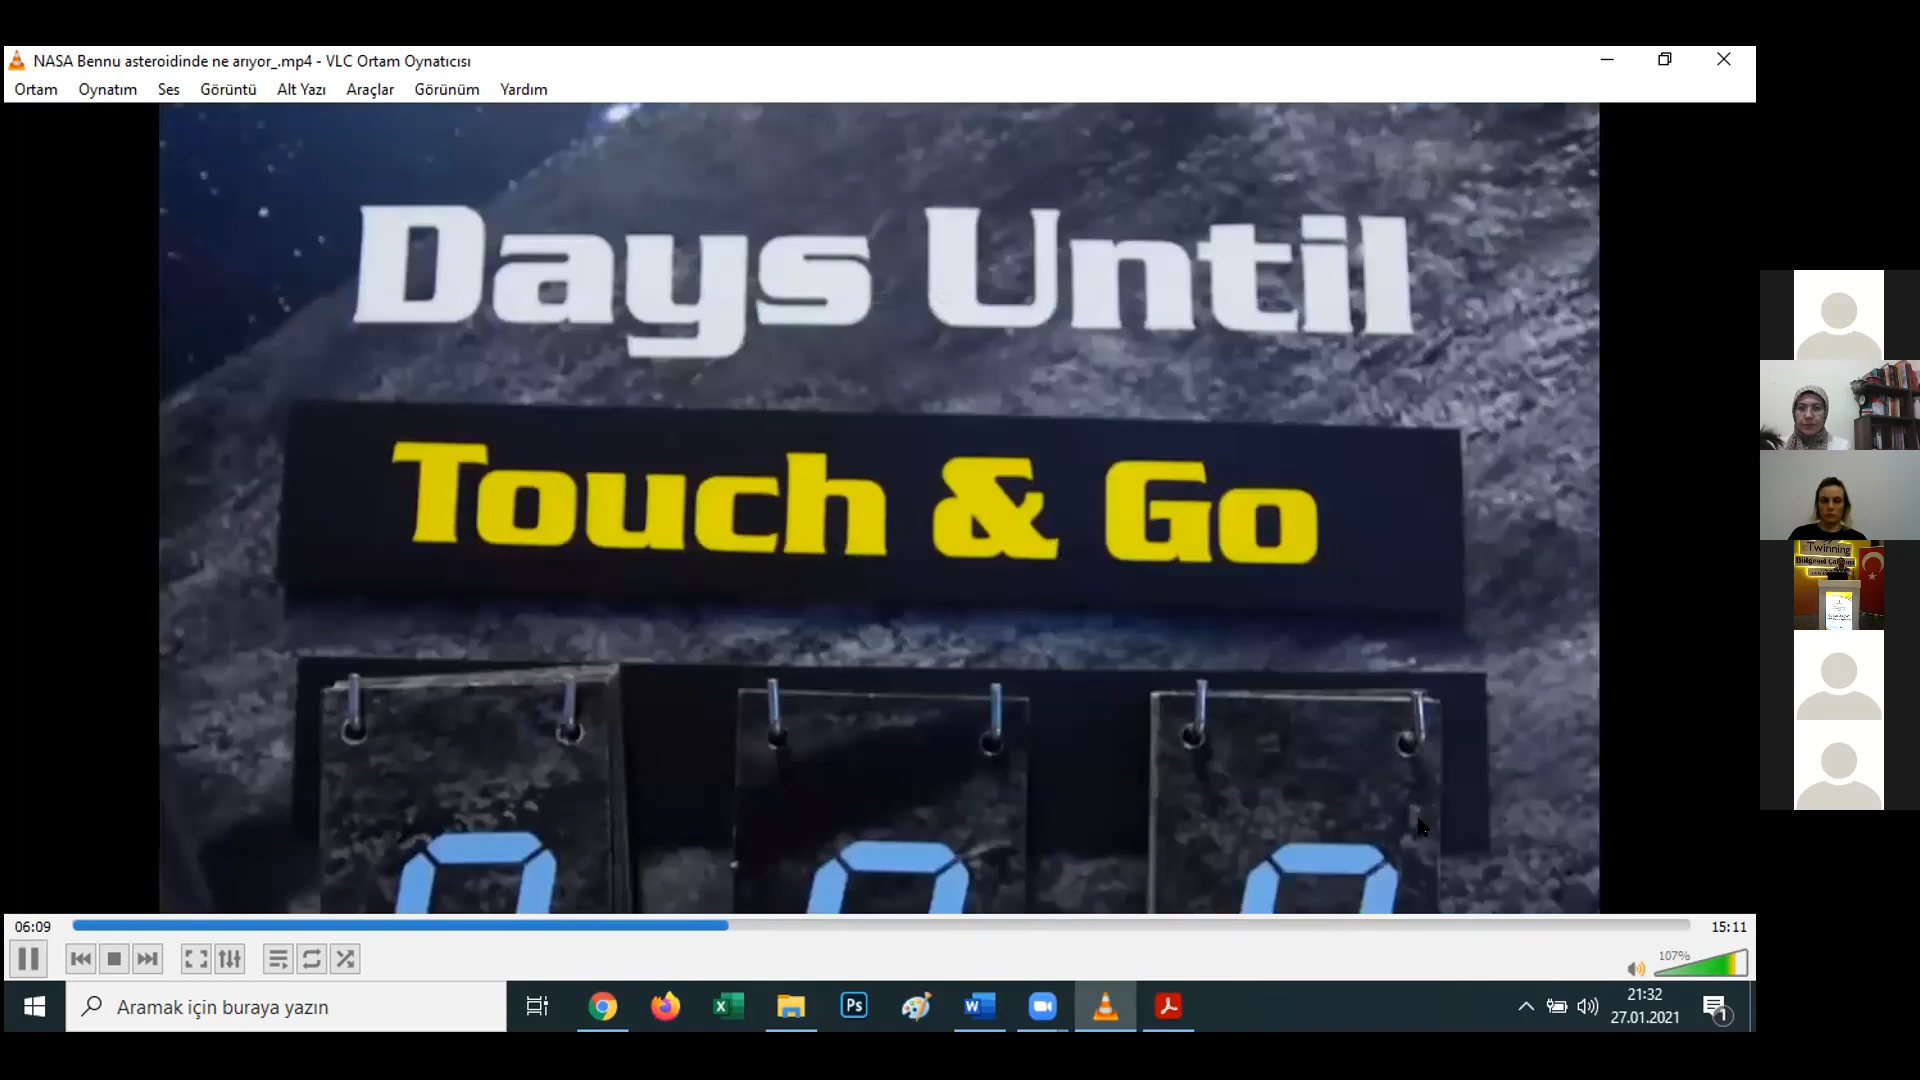 NASA Bennu asteroidinde ne arıyor_.mp4 - VLC Ortam Oynatıcısı
Ortam Oynatım Ses Görüntü Alt Yazı Araçlar Görünüm Yardım
Days Until
Touch & Go
06:09
15:11
107%
Aramak için buraya yazın
21:32
27.01.2021
1
Twinning